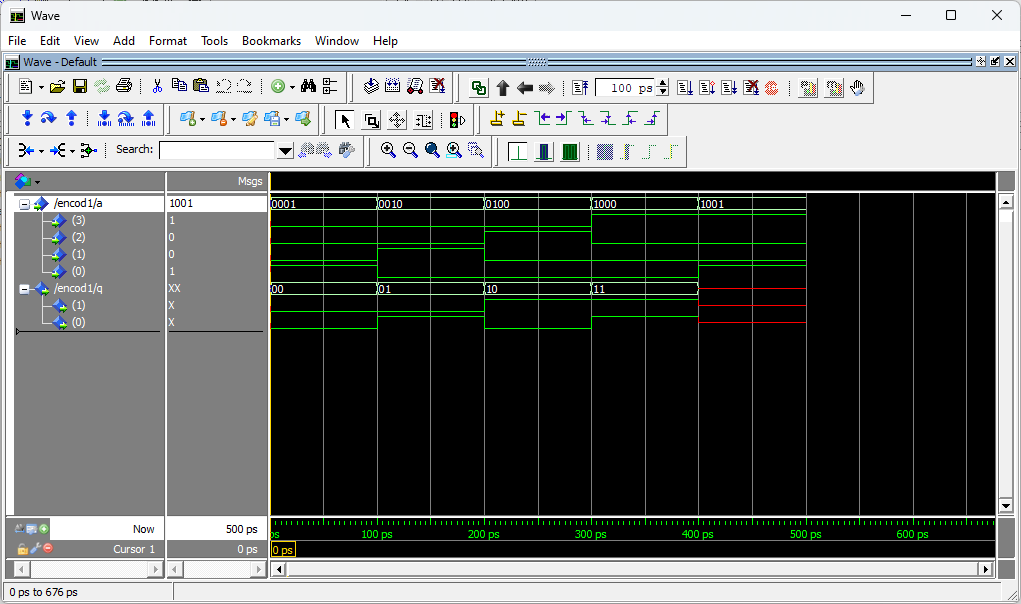 Wave
File Edit View Add Format Tools Bookmarks Window Help
Wave - Default
100 ps
Search:
Msgs
/encod1/a 1001 0001 0010 0100 1000 1001
(3) 1
(2) 0
(1) 0
(0) 1
/encod1/q XX 00 01 10 11
(1) X
(0) X
Now 500 ps ps 100 ps 200 ps 300 ps 400 ps 500 ps 600 ps
Cursor 1 0 ps 0 ps
0 ps to 676 ps